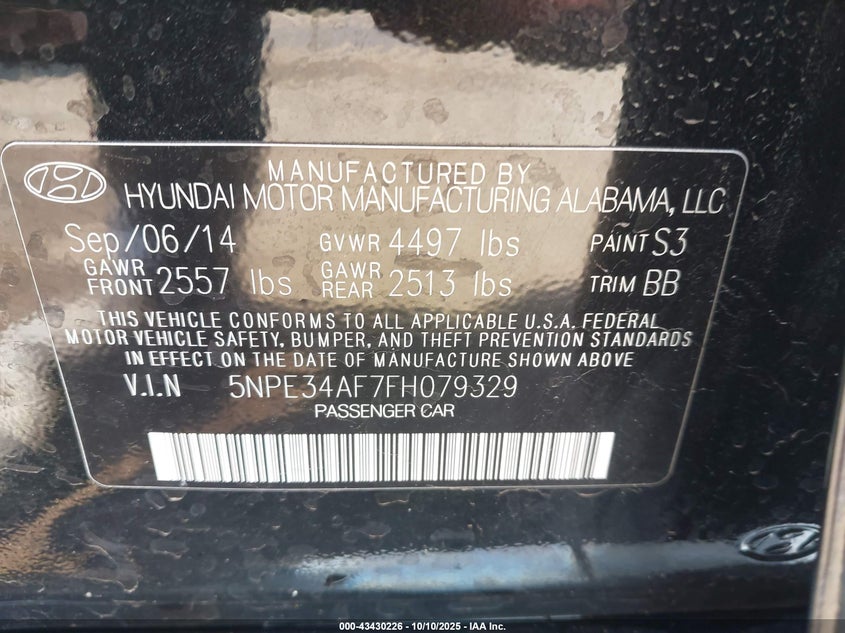 MANUFACTURED BY
HYUNDAI MOTOR MANUFACTURING ALABAMA, LLC
Sep/06/14 GVWR 4497 lbs PAINT S3
GAWR FRONT 2557 lbs GAWR REAR 2513 lbs TRIM BB
THIS VEHICLE CONFORMS TO ALL APPLICABLE U.S.A. FEDERAL
MOTOR VEHICLE SAFETY, BUMPER, AND THEFT PREVENTION STANDARDS
IN EFFECT ON THE DATE OF MANUFACTURE SHOWN ABOVE
V.I.N 5NPE34AF7FH079329
PASSENGER CAR
000-43430226 - 10/10/2025 - IAA Inc.